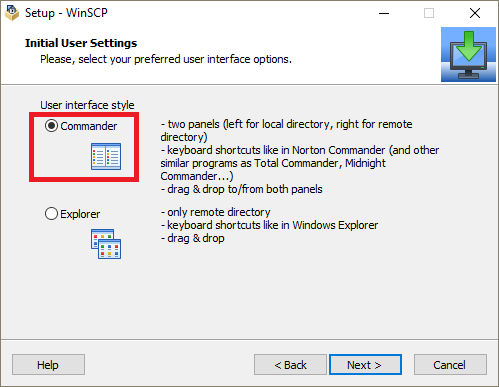 Setup - WinSCP
Initial User Settings
Please, select your preferred user interface options.
User interface style
Commander
- two panels (left for local directory, right for remote
directory)
- keyboard shortcuts like in Norton Commander (and other
similar programs as Total Commander, Midnight
Commander...)
- drag & drop to/from both panels
Explorer
- only remote directory
- keyboard shortcuts like in Windows Explorer
- drag & drop
Help
< Back
Next >
Cancel